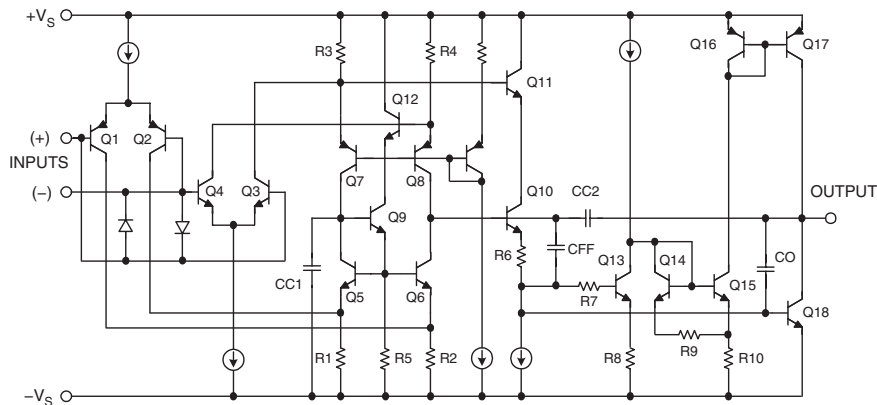 +VS
R3
R4
Q16
Q17
Q11
Q12
(+)
Q1
Q2
INPUTS
(−)
Q4
Q3
Q7
Q8
Q10
CC2
OUTPUT
Q9
R6
CFF
Q13
Q14
CO
CC1
Q5
Q6
R7
Q15
Q18
R1
R5
R2
R8
R9
R10
−VS